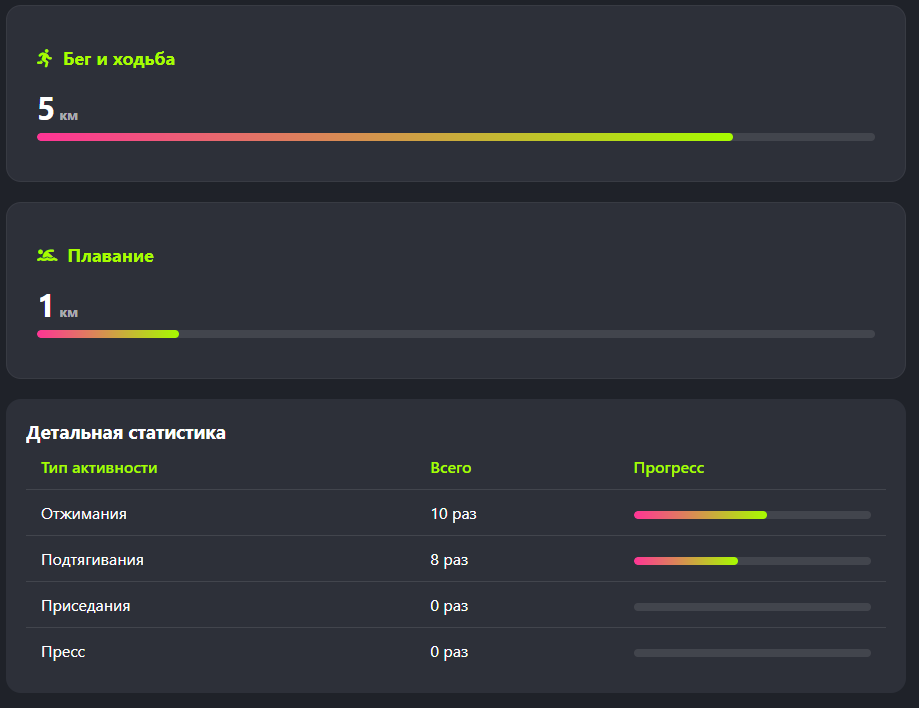 Бег и ходьба
5 км
Плавание
1 км
Детальная статистика
Тип активности Всего Прогресс
Отжимания 10 раз
Подтягивания 8 раз
Приседания 0 раз
Пресс 0 раз